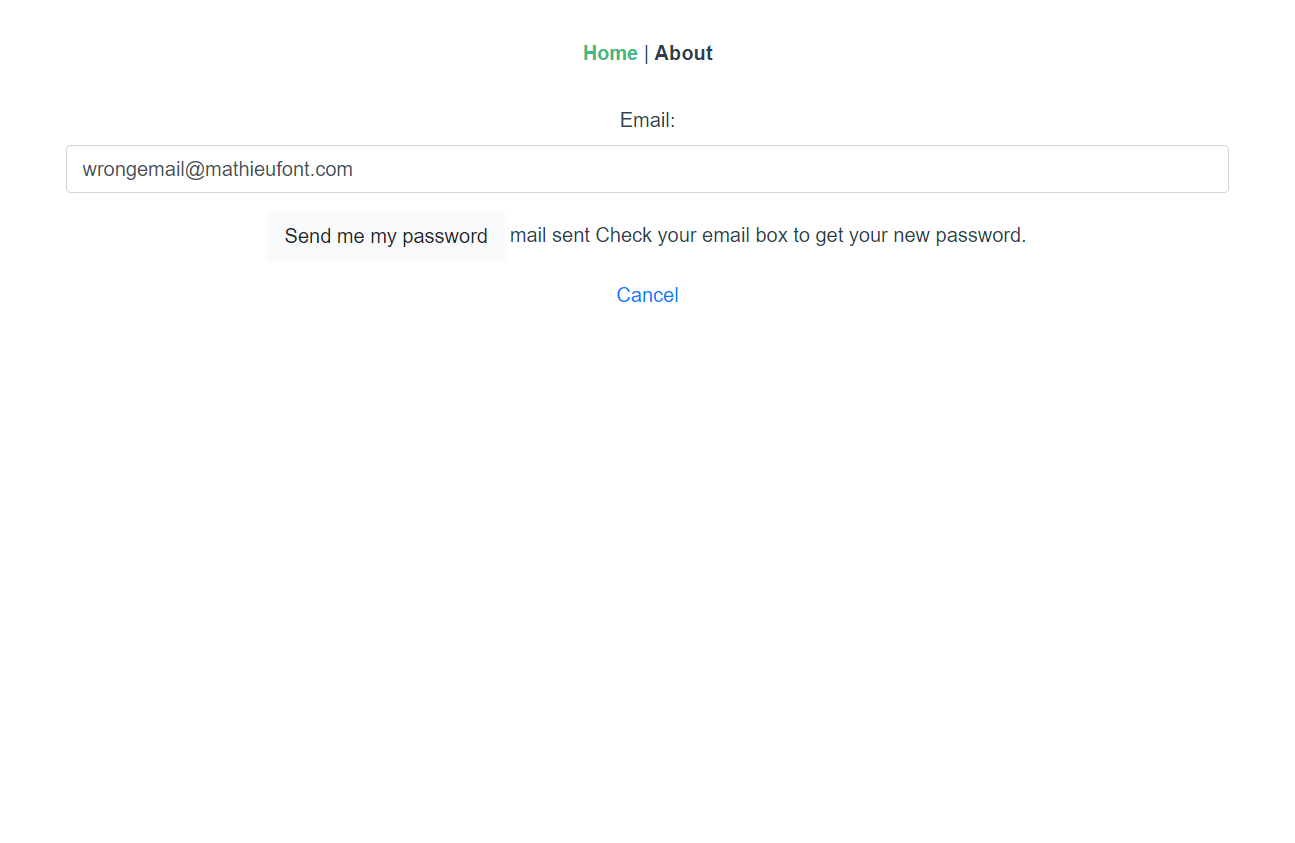 Home | About
Email:
wrongemail@mathieufont.com
Send me my password mail sent Check your email box to get your new password.
Cancel